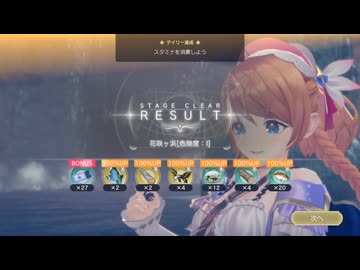 デイリー達成
スタミナを消費しよう
STAGE CLEAR
RESULT
花咲ヶ浜[危険度:I]
BONUS
300%UP
100%UP
100%UP
100%UP
100%UP
100%UP
×27
×2
×2
×4
×12
×4
×20
次へ